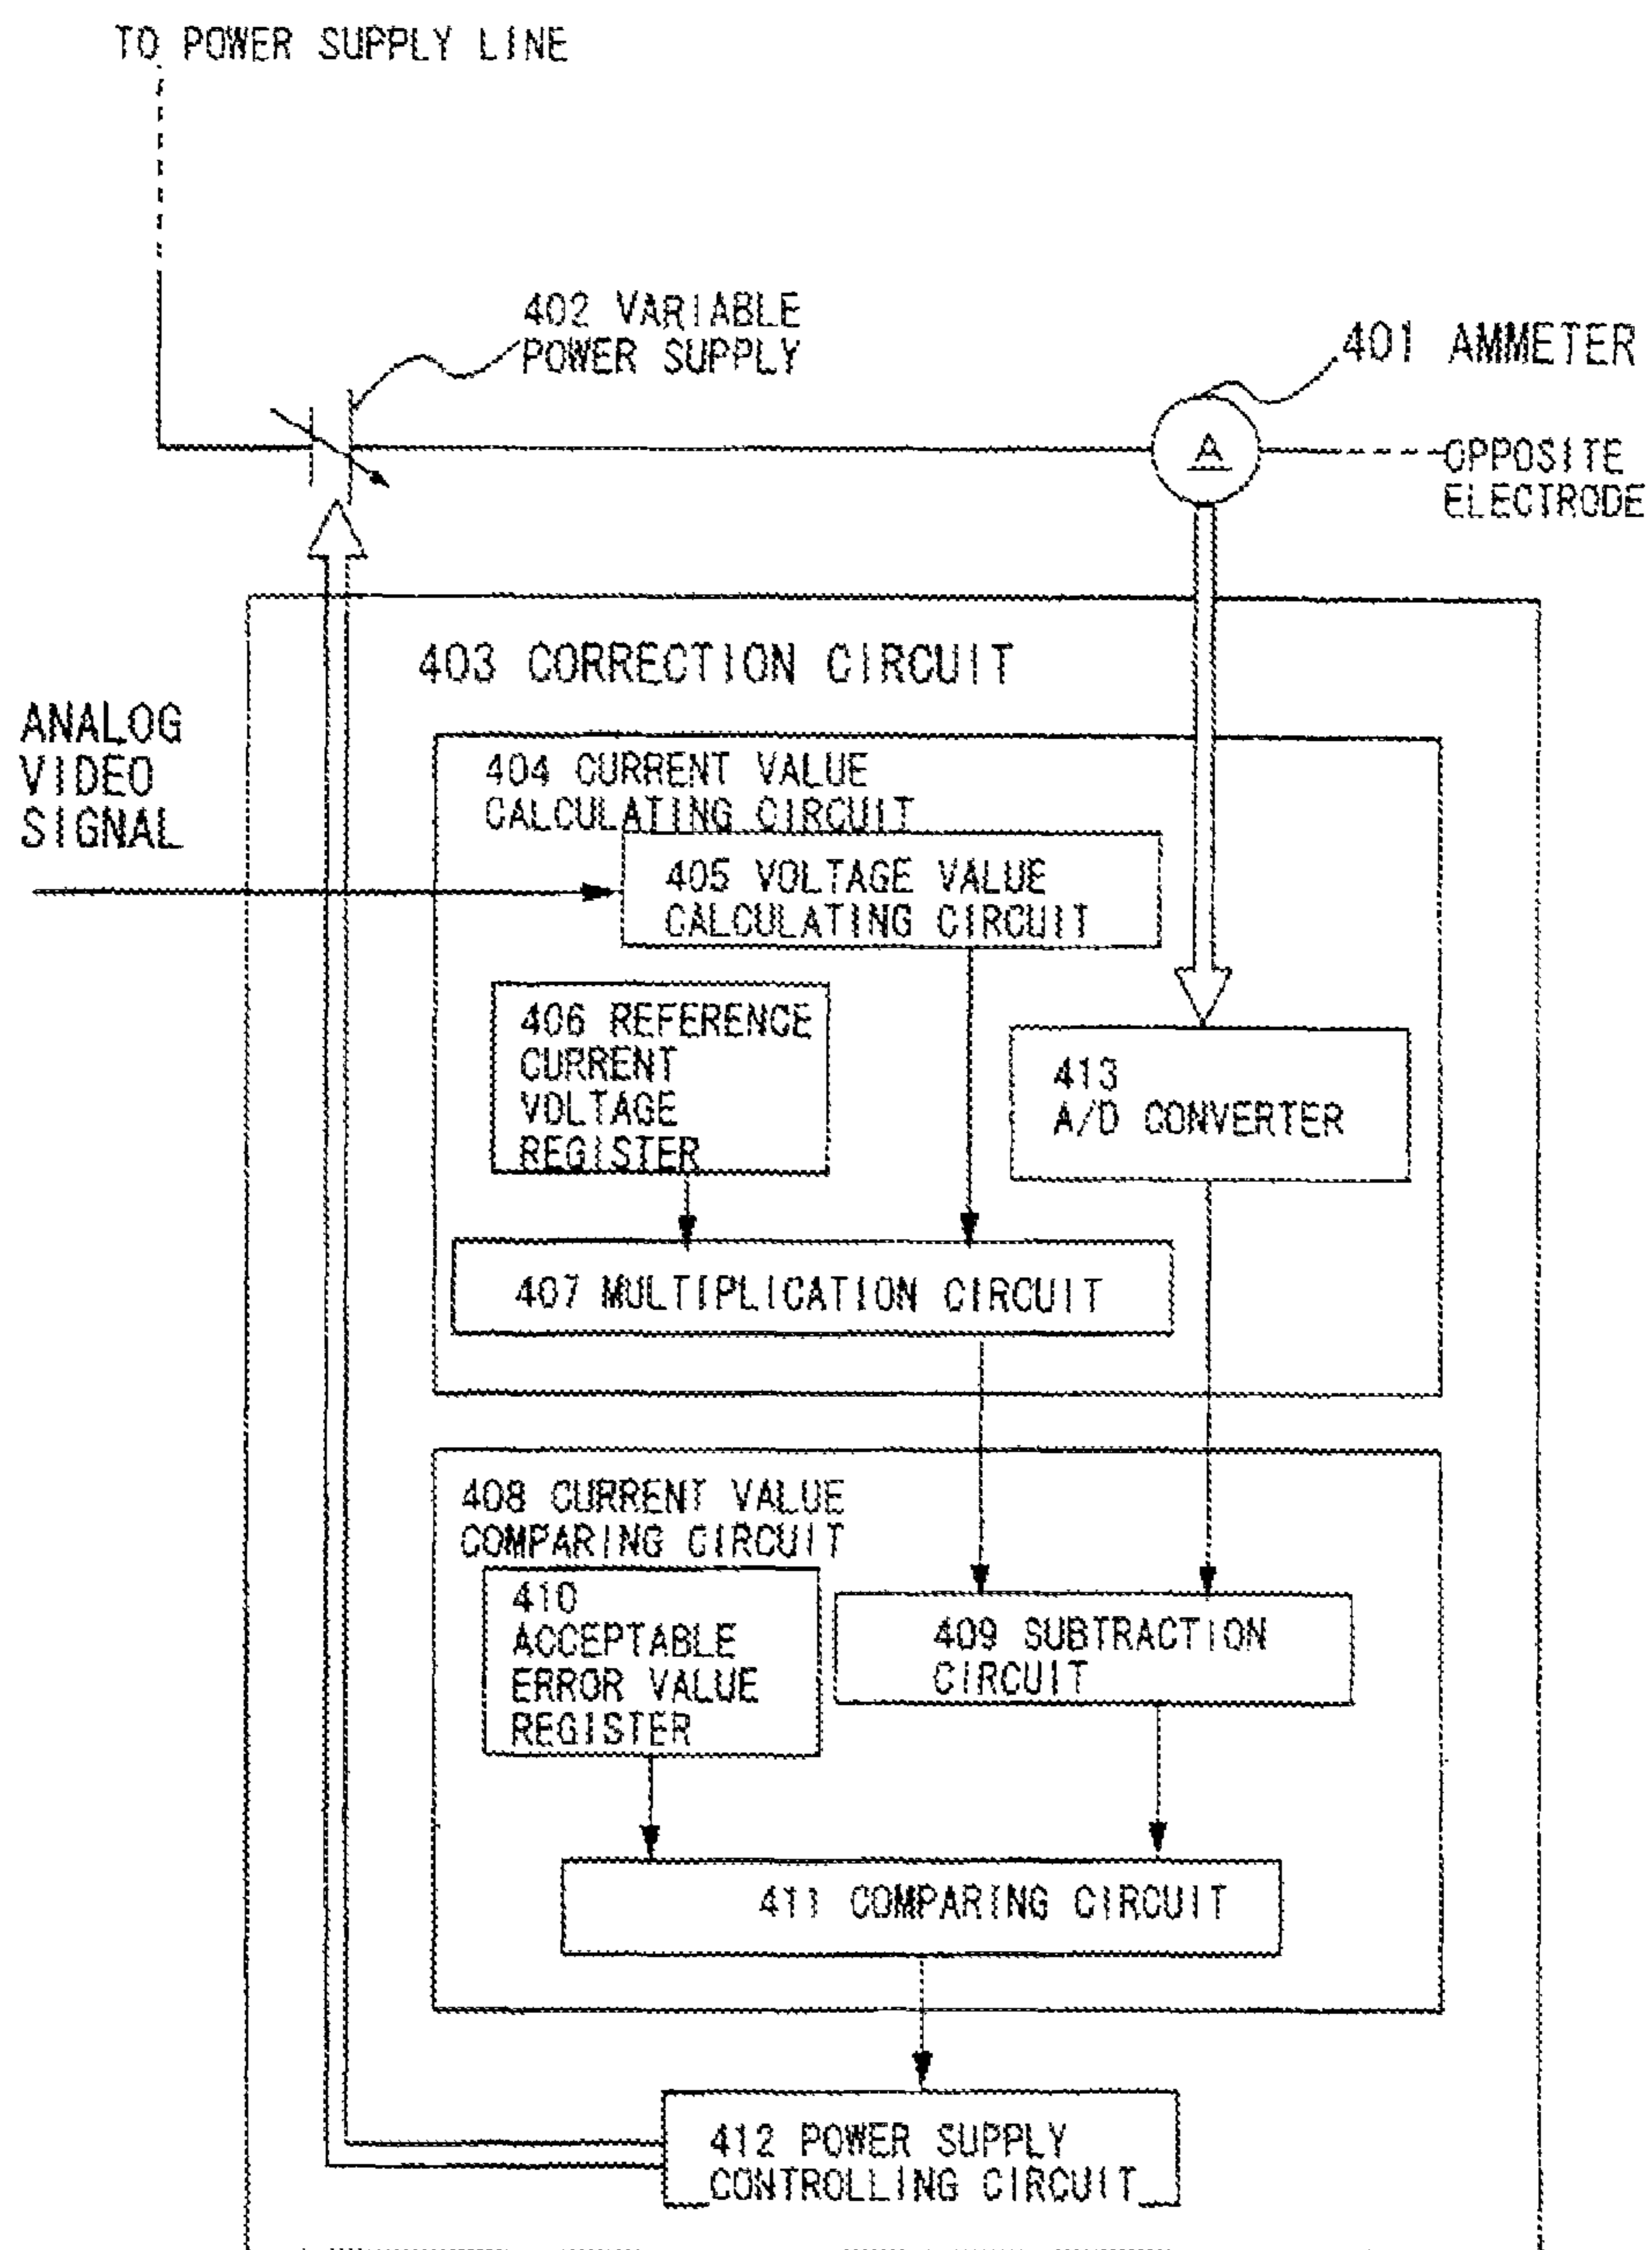 TO POWER SUPPLY LINE
402 VARIABLE
POWER SUPPLY
401 AMMETER
A
OPPOSITE
ELECTRODE
403 CORRECTION CIRCUIT
ANALOG
VIDEO
SIGNAL
404 CURRENT VALUE
CALCULATING CIRCUIT
405 VOLTAGE VALUE
CALCULATING CIRCUIT
406 REFERENCE
CURRENT
VOLTAGE
REGISTER
413
A/D CONVERTER
407 MULTIPLICATION CIRCUIT
408 CURRENT VALUE
COMPARING CIRCUIT
410
ACCEPTABLE
ERROR VALUE
REGISTER
409 SUBTRACTION
CIRCUIT
411 COMPARING CIRCUIT
412 POWER SUPPLY
CONTROLLING CIRCUIT